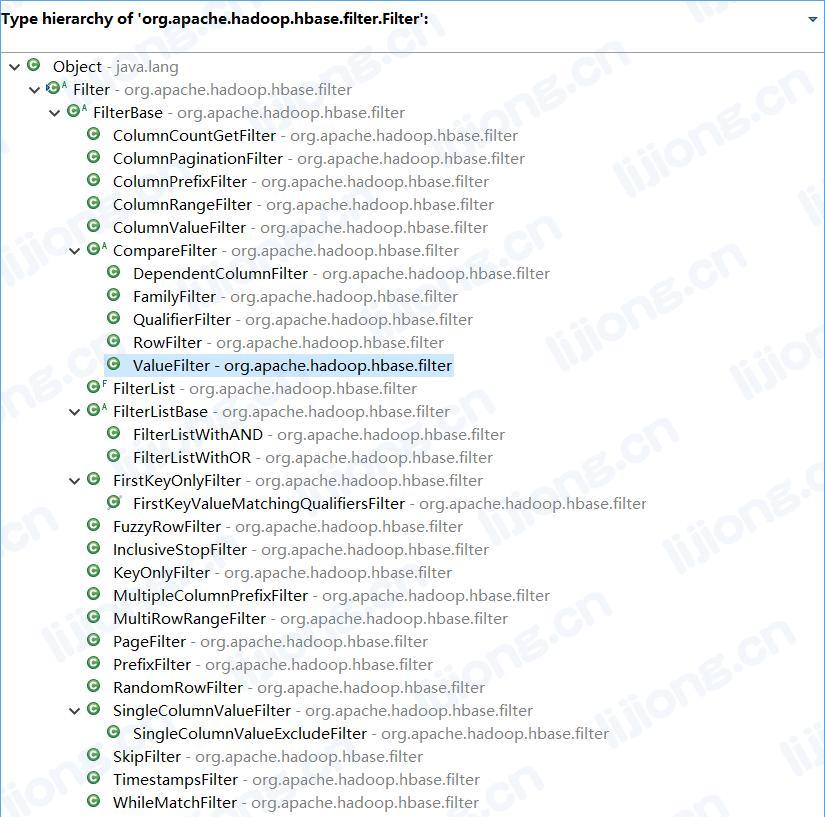 Type hierarchy of 'org.apache.hadoop.hbase.filter.Filter':
Object - java.lang
Filter - org.apache.hadoop.hbase.filter
FilterBase - org.apache.hadoop.hbase.filter
ColumnCountGetFilter - org.apache.hadoop.hbase.filter
ColumnPaginationFilter - org.apache.hadoop.hbase.filter
ColumnPrefixFilter - org.apache.hadoop.hbase.filter
ColumnRangeFilter - org.apache.hadoop.hbase.filter
ColumnValueFilter - org.apache.hadoop.hbase.filter
CompareFilter - org.apache.hadoop.hbase.filter
DependentColumnFilter - org.apache.hadoop.hbase.filter
FamilyFilter - org.apache.hadoop.hbase.filter
QualifierFilter - org.apache.hadoop.hbase.filter
RowFilter - org.apache.hadoop.hbase.filter
ValueFilter - org.apache.hadoop.hbase.filter
FilterList - org.apache.hadoop.hbase.filter
FilterListBase - org.apache.hadoop.hbase.filter
FilterListWithAND - org.apache.hadoop.hbase.filter
FilterListWithOR - org.apache.hadoop.hbase.filter
FirstKeyOnlyFilter - org.apache.hadoop.hbase.filter
FirstKeyValueMatchingQualifiersFilter - org.apache.hadoop.hbase.filter
FuzzyRowFilter - org.apache.hadoop.hbase.filter
InclusiveStopFilter - org.apache.hadoop.hbase.filter
KeyOnlyFilter - org.apache.hadoop.hbase.filter
MultipleColumnPrefixFilter - org.apache.hadoop.hbase.filter
MultiRowRangeFilter - org.apache.hadoop.hbase.filter
PageFilter - org.apache.hadoop.hbase.filter
PrefixFilter - org.apache.hadoop.hbase.filter
RandomRowFilter - org.apache.hadoop.hbase.filter
SingleColumnValueFilter - org.apache.hadoop.hbase.filter
SingleColumnValueExcludeFilter - org.apache.hadoop.hbase.filter
SkipFilter - org.apache.hadoop.hbase.filter
TimestampsFilter - org.apache.hadoop.hbase.filter
WhileMatchFilter - org.apache.hadoop.hbase.filter
lijiong.cn